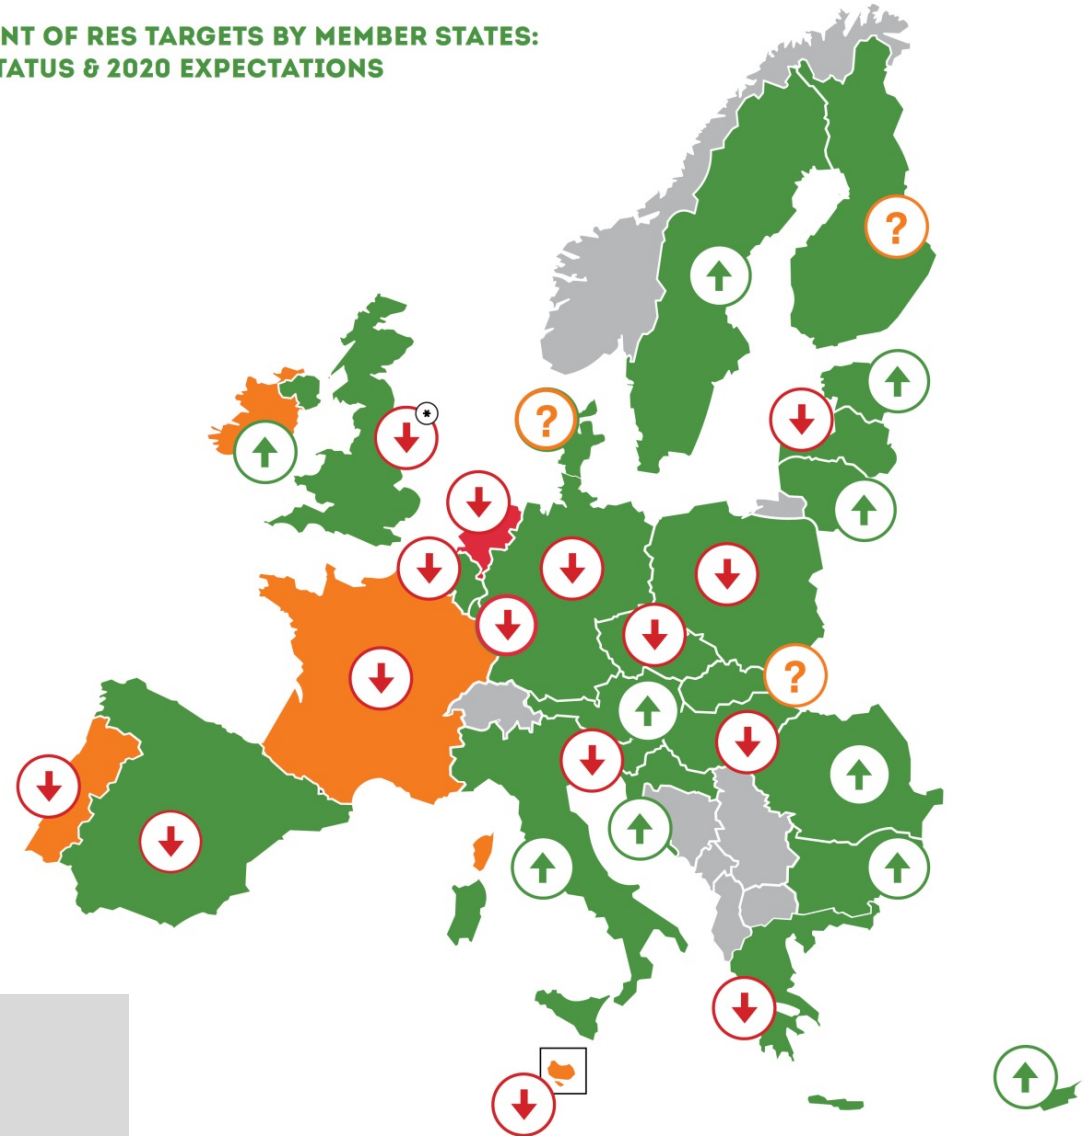 NT OF RES TARGETS BY MEMBER STATES:
TATUS & 2020 EXPECTATIONS
?
?
*
?